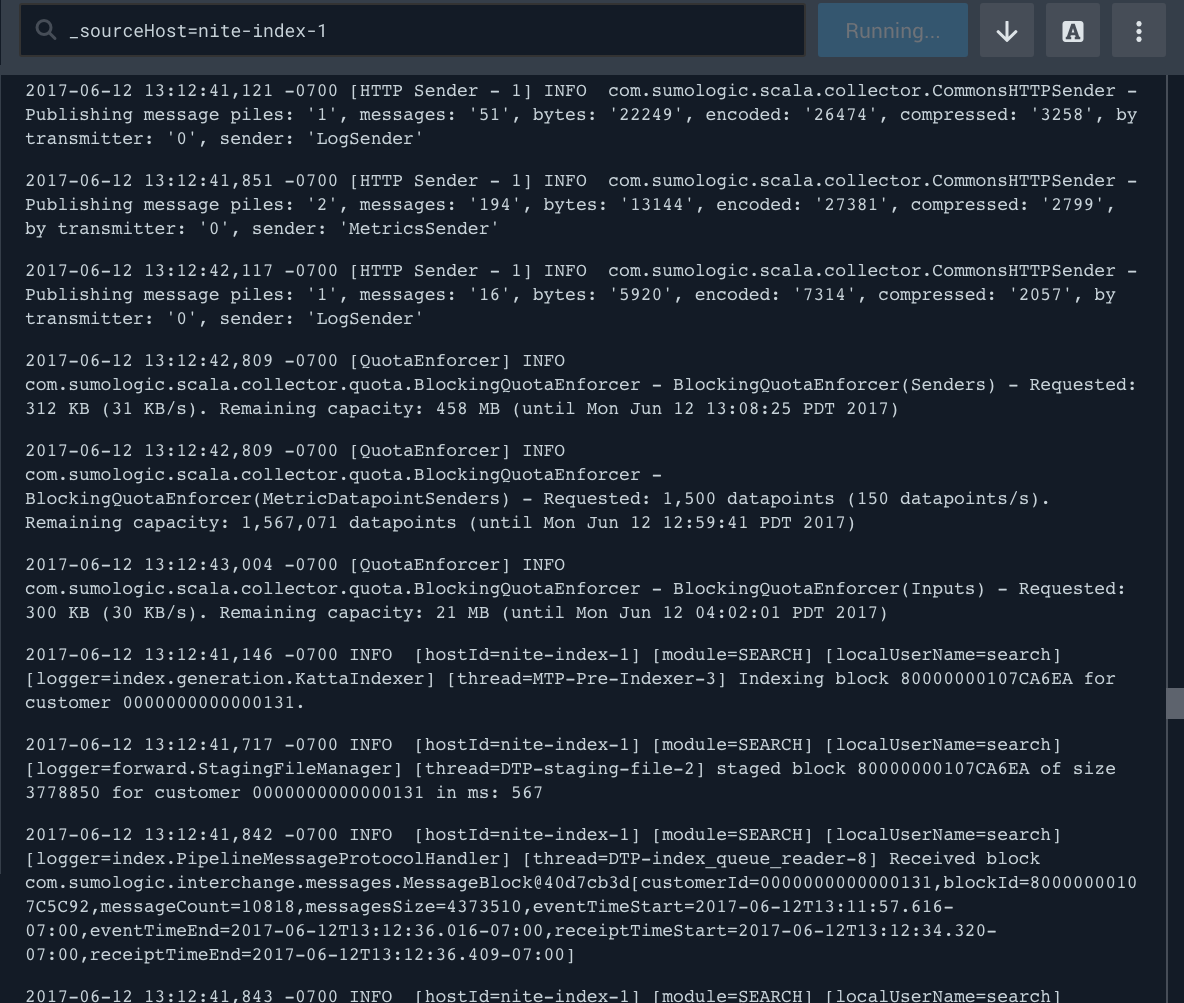 _sourceHost=nite-index-1
Running...
A
2017-06-12 13:12:41,121 -0700 [HTTP Sender - 1] INFO  com.sumologic.scala.collector.CommonsHTTPSender -
Publishing message piles: '1', messages: '51', bytes: '22249', encoded: '26474', compressed: '3258', by
transmitter: '0', sender: 'LogSender'
2017-06-12 13:12:41,851 -0700 [HTTP Sender - 1] INFO  com.sumologic.scala.collector.CommonsHTTPSender -
Publishing message piles: '2', messages: '194', bytes: '13144', encoded: '27381', compressed: '2799',
by transmitter: '0', sender: 'MetricsSender'
2017-06-12 13:12:42,117 -0700 [HTTP Sender - 1] INFO  com.sumologic.scala.collector.CommonsHTTPSender -
Publishing message piles: '1', messages: '16', bytes: '5920', encoded: '7314', compressed: '2057', by
transmitter: '0', sender: 'LogSender'
2017-06-12 13:12:42,809 -0700 [QuotaEnforcer] INFO
com.sumologic.scala.collector.quota.BlockingQuotaEnforcer - BlockingQuotaEnforcer(Senders) - Requested:
312 KB (31 KB/s). Remaining capacity: 458 MB (until Mon Jun 12 13:08:25 PDT 2017)
2017-06-12 13:12:42,809 -0700 [QuotaEnforcer] INFO
com.sumologic.scala.collector.quota.BlockingQuotaEnforcer -
BlockingQuotaEnforcer(MetricDatapointSenders) - Requested: 1,500 datapoints (150 datapoints/s).
Remaining capacity: 1,567,071 datapoints (until Mon Jun 12 12:59:41 PDT 2017)
2017-06-12 13:12:43,004 -0700 [QuotaEnforcer] INFO
com.sumologic.scala.collector.quota.BlockingQuotaEnforcer - BlockingQuotaEnforcer(Inputs) - Requested:
300 KB (30 KB/s). Remaining capacity: 21 MB (until Mon Jun 12 04:02:01 PDT 2017)
2017-06-12 13:12:41,146 -0700 INFO  [hostId=nite-index-1] [module=SEARCH] [localUserName=search]
[logger=index.generation.KattaIndexer] [thread=MTP-Pre-Indexer-3] Indexing block 80000000107CA6EA for
customer 0000000000000131.
2017-06-12 13:12:41,717 -0700 INFO  [hostId=nite-index-1] [module=SEARCH] [localUserName=search]
[logger=forward.StagingFileManager] [thread=DTP-staging-file-2] staged block 80000000107CA6EA of size
3778850 for customer 0000000000000131 in ms: 567
2017-06-12 13:12:41,842 -0700 INFO  [hostId=nite-index-1] [module=SEARCH] [localUserName=search]
[logger=index.PipelineMessageProtocolHandler] [thread=DTP-index_queue_reader-8] Received block
com.sumologic.interchange.messages.MessageBlock@40d7cb3d[customerId=0000000000000131,blockId=8000000010
7C5C92,messageCount=10818,messagesSize=4373510,eventTimeStart=2017-06-12T13:11:57.616-
07:00,eventTimeEnd=2017-06-12T13:12:36.016-07:00,receiptTimeStart=2017-06-12T13:12:34.320-
07:00,receiptTimeEnd=2017-06-12T13:12:36.409-07:00]
2017-06-12 13:12:41,843 -0700 INFO  [hostId=nite-index-1] [module=SEARCH] [localUserName=search]